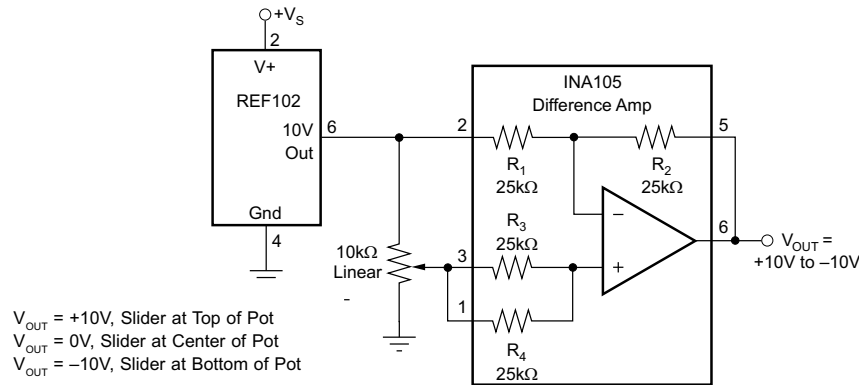 +V_S
2
V+
REF102
10V
Out
6
Gnd
4
INA105
Difference Amp
2
R_1
25kΩ
R_2
25kΩ
5
R_3
25kΩ
3
1
R_4
25kΩ
10kΩ
Linear
–
+
6
V_OUT =
+10V to –10V
V_OUT = +10V, Slider at Top of Pot
V_OUT = 0V, Slider at Center of Pot
V_OUT = –10V, Slider at Bottom of Pot